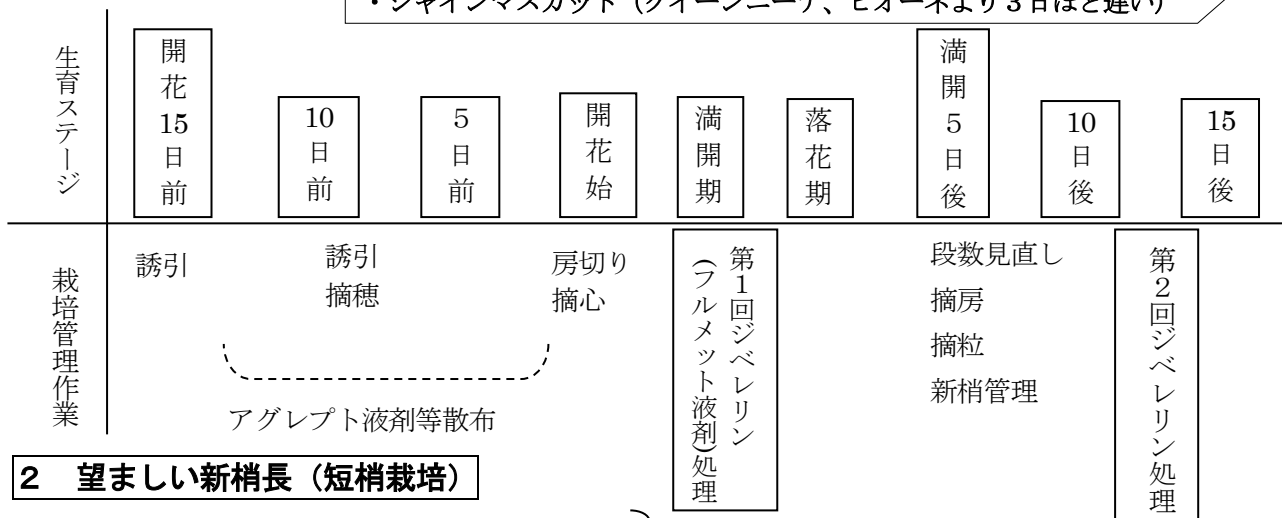 ・シャインマスカット（クイーンニーナ、ピオーネより３日ほど遅い）
生育ステージ
開花15日前
10日前
５日前
開花始
満開期
落花期
満開５日後
10日後
15日後
栽培管理作業
誘引
誘引
摘穂
房切り
摘心
アグレプト液剤等散布
第１回ジベレリン
(フルメット液剤)処理
段数見直し
摘房
摘粒
新梢管理
第２回ジベレリン処理
２　望ましい新梢長（短梢栽培）